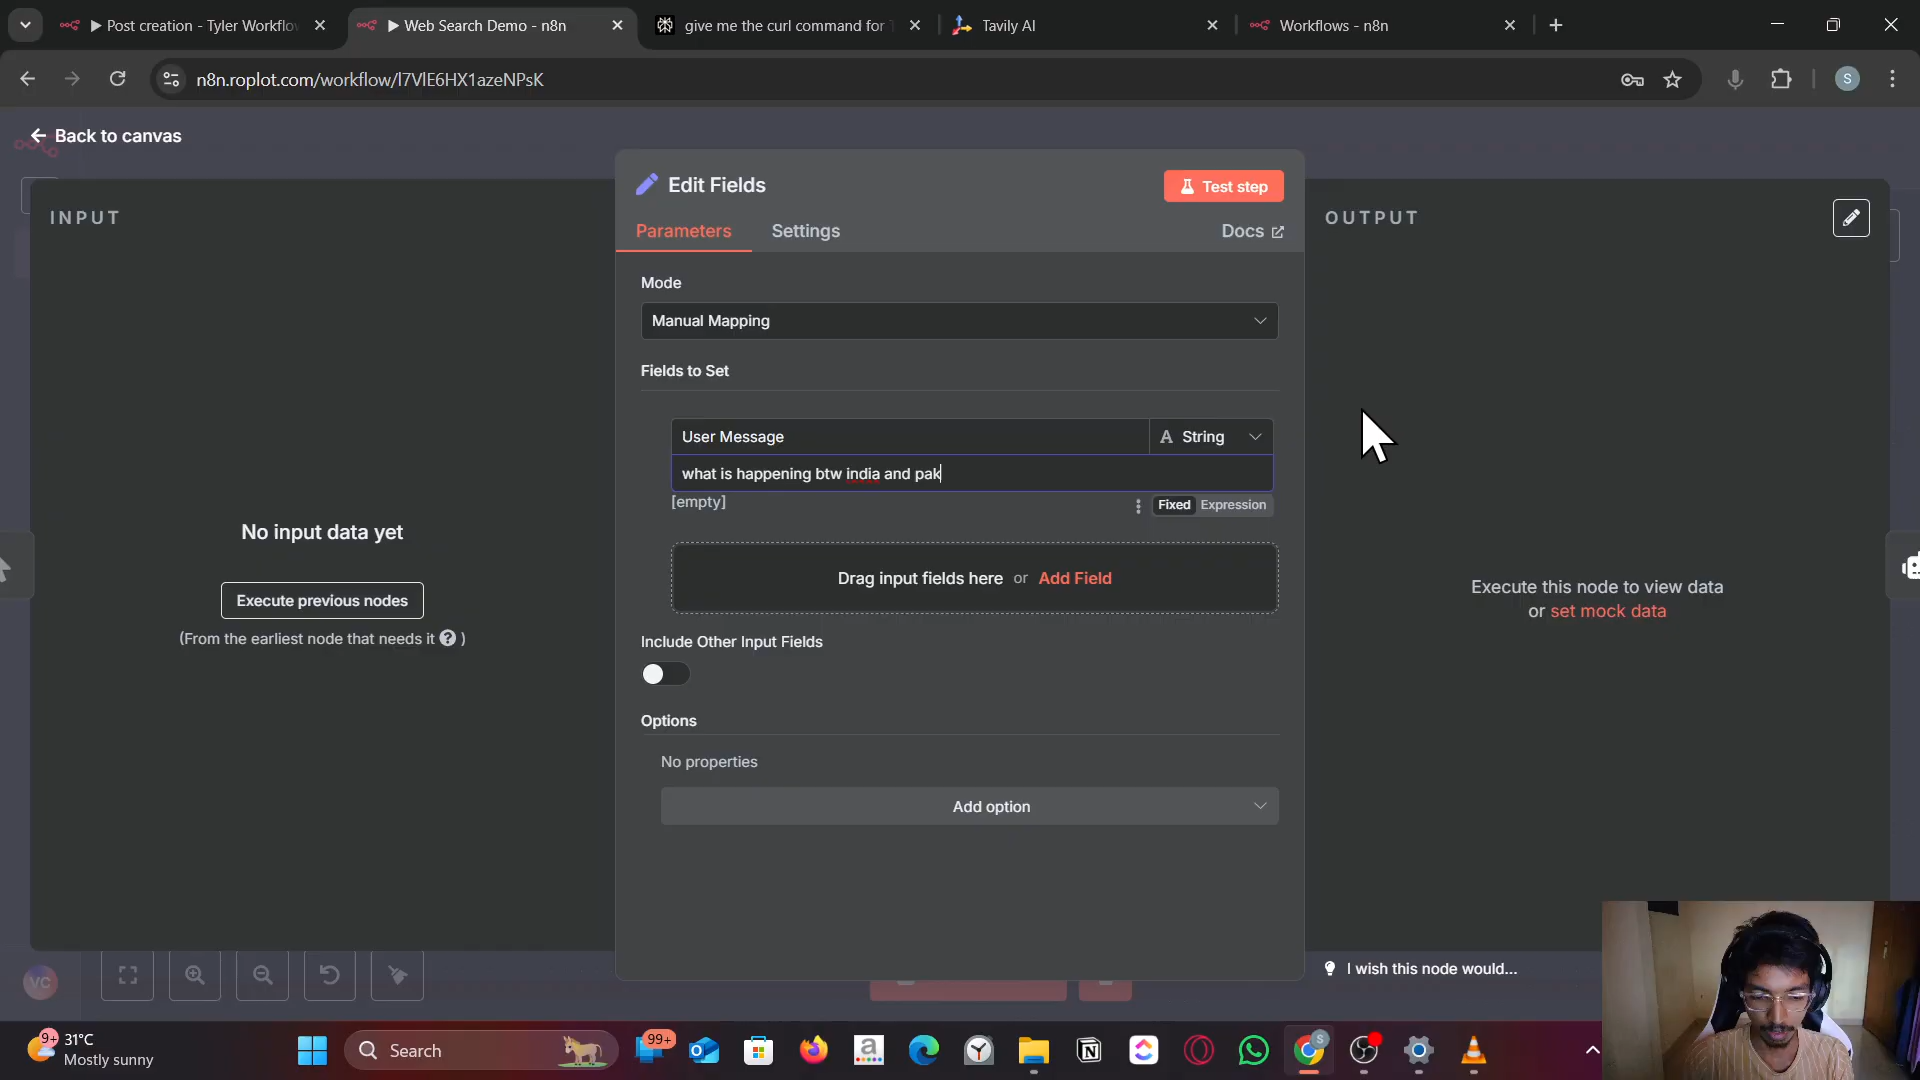 Post creation - Tyler Workflo
Web Search Demo - n8n
give me the curl command for
Tavily AI
Workflows - n8n
n8n.roplot.com/workflow/l7VlE6HX1azeNPsK
S
Back to canvas
INPUT
No input data yet
Execute previous nodes
(From the earliest node that needs it ? )
Edit Fields
Test step
Parameters
Settings
Docs
Mode
Manual Mapping
Fields to Set
User Message
A String
what is happening btw india and pak
[empty]
Fixed Expression
Drag input fields here or Add Field
Include Other Input Fields
Options
No properties
Add option
OUTPUT
Execute this node to view data
or set mock data
I wish this node would...
VC
9+
31°C
Mostly sunny
Search
99+